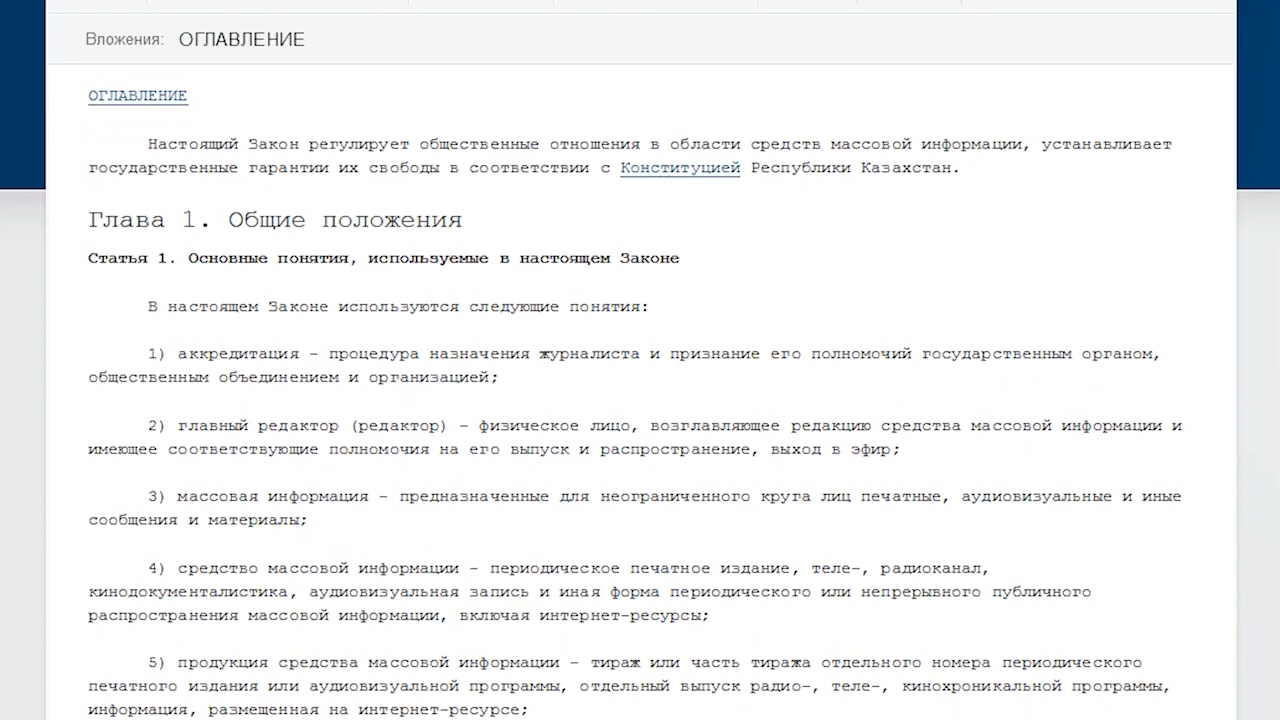 Вложения: ОГЛАВЛЕНИЕ
ОГЛАВЛЕНИЕ
Настоящий Закон регулирует общественные отношения в области средств массовой информации, устанавливает
государственные гарантии их свободы в соответствии с Конституцией Республики Казахстан.
Глава 1. Общие положения
Статья 1. Основные понятия, используемые в настоящем Законе
В настоящем Законе используются следующие понятия:
1) аккредитация - процедура назначения журналиста и признание его полномочий государственным органом,
общественным объединением и организацией;
2) главный редактор (редактор) - физическое лицо, возглавляющее редакцию средства массовой информации и
имеющее соответствующие полномочия на его выпуск и распространение, выход в эфир;
3) массовая информация - предназначенные для неограниченного круга лиц печатные, аудиовизуальные и иные
сообщения и материалы;
4) средство массовой информации - периодическое печатное издание, теле-, радиоканал,
кинодокументалистика, аудиовизуальная запись и иная форма периодического или непрерывного публичного
распространения массовой информации, включая интернет-ресурсы;
5) продукция средства массовой информации - тираж или часть тиража отдельного номера периодического
печатного издания или аудиовизуальной программы, отдельный выпуск радио-, теле-, кинохроникальной программы,
информация, размещенная на интернет-ресурсе;